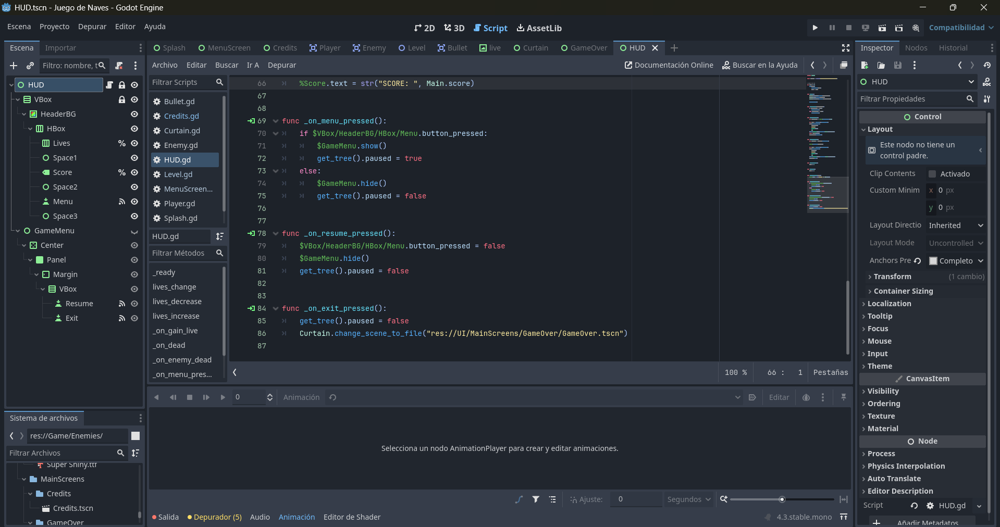 HUD.tscn - Juego de Naves - Godot Engine
Escena Proyecto Depurar Editor Ayuda
2D 3D Script AssetLib
Compatibilidad
Escena Importar
Filtro: nombre, t
HUD
VBox
HeaderBG
HBox
Lives %
Space1
Score %
Space2
Menu
Space3
GameMenu
Center
Panel
Margin
VBox
Resume
Exit
Sistema de archivos
res://Game/Enemies/
Filtrar Archivos
Super Shiny.ttf
MainScreens
Credits
Credits.tscn
GameOver
Splash MenuScreen Credits Player Enemy Level Bullet live Curtain GameOver HUD
Archivo Editar Buscar Ir A Depurar
Documentación Online Buscar en la Ayuda
Filtrar Scripts
Bullet.gd
Credits.gd
Curtain.gd
Enemy.gd
HUD.gd
Level.gd
MenuScreen...
Player.gd
Splash.gd
HUD.gd
Filtrar Métodos
_ready
lives_change
lives_decrease
lives_increase
_on_gain_live
_on_dead
_on_enemy_dead
_on_menu_pres...
66 %Score.text = str("SCORE: ", Main.score)
67
68
69 func _on_menu_pressed():
70 if $VBox/HeaderBG/HBox/Menu.button_pressed:
71 $GameMenu.show()
72 get_tree().paused = true
73 else:
74 $GameMenu.hide()
75 get_tree().paused = false
76
77
78 func _on_resume_pressed():
79 $VBox/HeaderBG/HBox/Menu.button_pressed = false
80 $GameMenu.hide()
81 get_tree().paused = false
82
83
84 func _on_exit_pressed():
85 get_tree().paused = false
86 Curtain.change_scene_to_file("res://UI/MainScreens/GameOver/GameOver.tscn")
87
100 % 66 : 1 Pestañas
0 Animación Editar
Selecciona un nodo AnimationPlayer para crear y editar animaciones.
Ajuste: 0 Segundos
Salida Depurador (5) Audio Animación Editor de Shader
4.3.stable.mono
Inspector Nodos Historial
HUD
Filtrar Propiedades
Control
Layout
Este nodo no tiene un
control padre.
Clip Contents Activado
Custom Minim x 0 px
y 0 px
Layout Directio Inherited
Layout Mode Uncontrolled
Anchors Pre Completo
Transform (1 cambio)
Container Sizing
Localization
Tooltip
Focus
Mouse
Input
Theme
CanvasItem
Visibility
Ordering
Texture
Material
Node
Process
Physics Interpolation
Auto Translate
Editor Description
Script HUD.gd
Añadir Metadatos